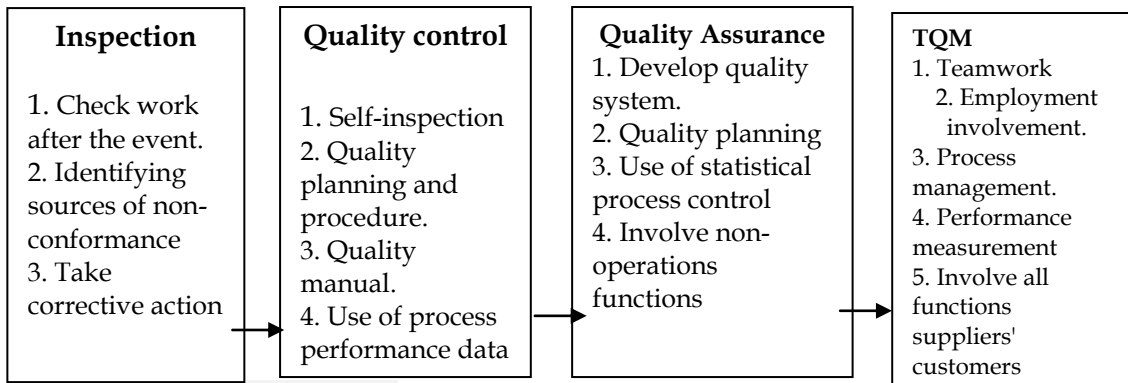 Inspection
1. Check work
after the event.
2. Identifying
sources of non-
conformance
3. Take
corrective action
Quality control
1. Self-inspection
2. Quality
planning and
procedure.
3. Quality
manual.
4. Use of process
performance data
Quality Assurance
1. Develop quality
system.
2. Quality planning
3. Use of statistical
process control
4. Involve non-
operations
functions
TQM
1. Teamwork
2. Employment
involvement.
3. Process
management.
4. Performance
measurement
5. Involve all
functions
suppliers'
customers